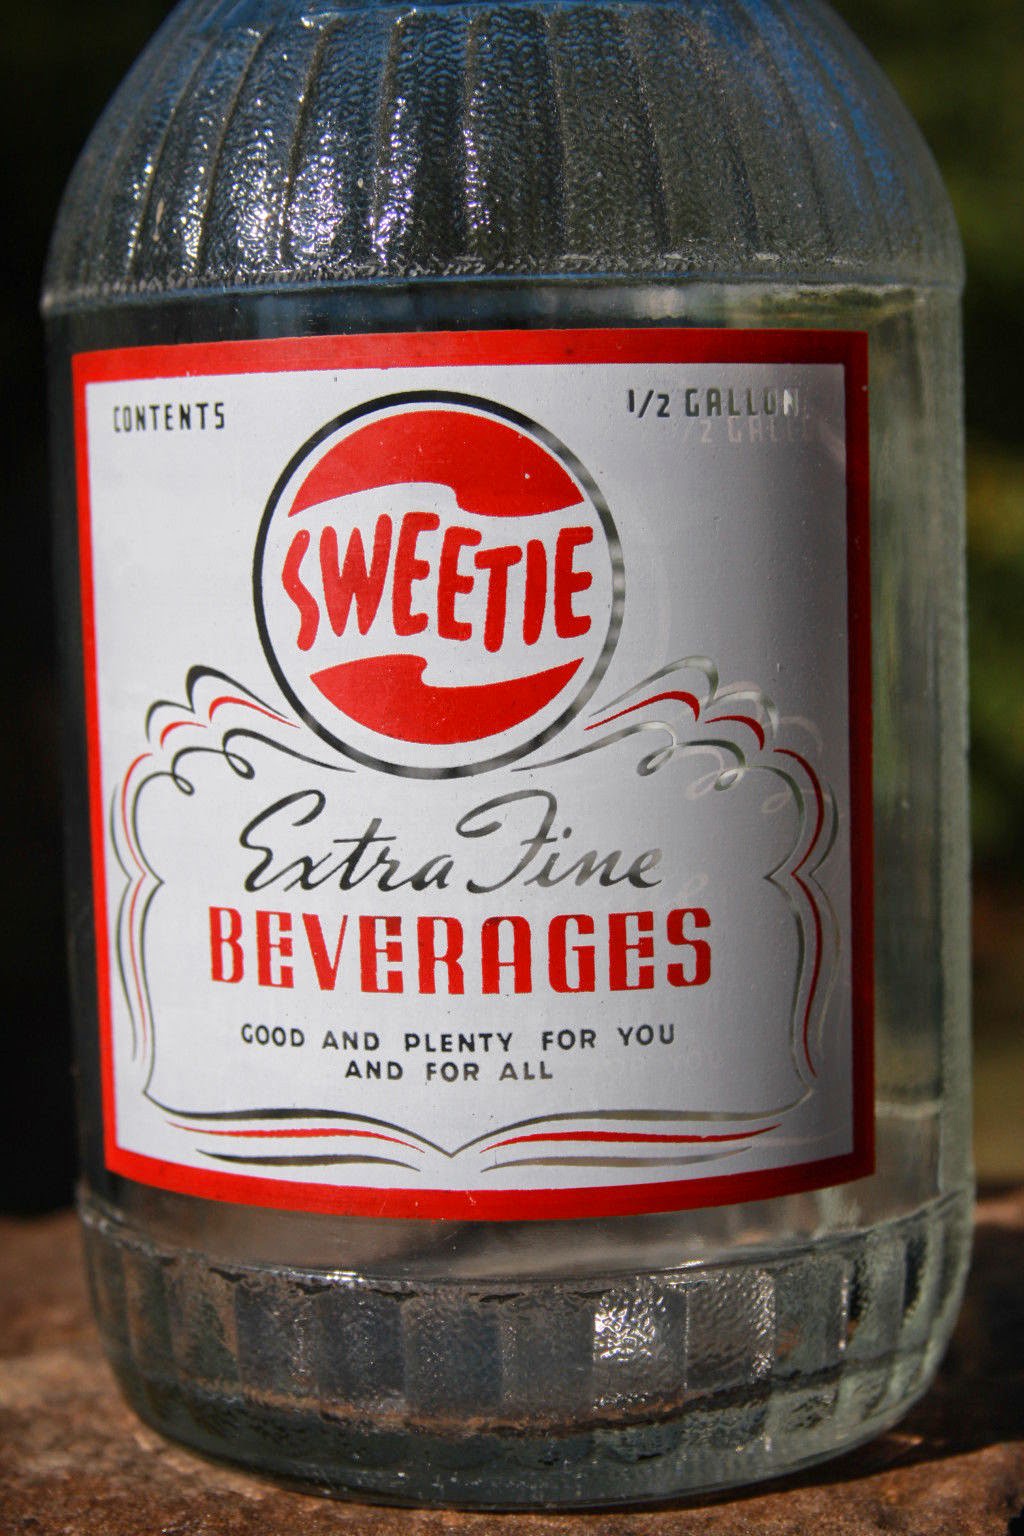 CONTENTS 1/2 GALLON
SWEETIE
Extra Fine
BEVERAGES
GOOD AND PLENTY FOR YOU
AND FOR ALL